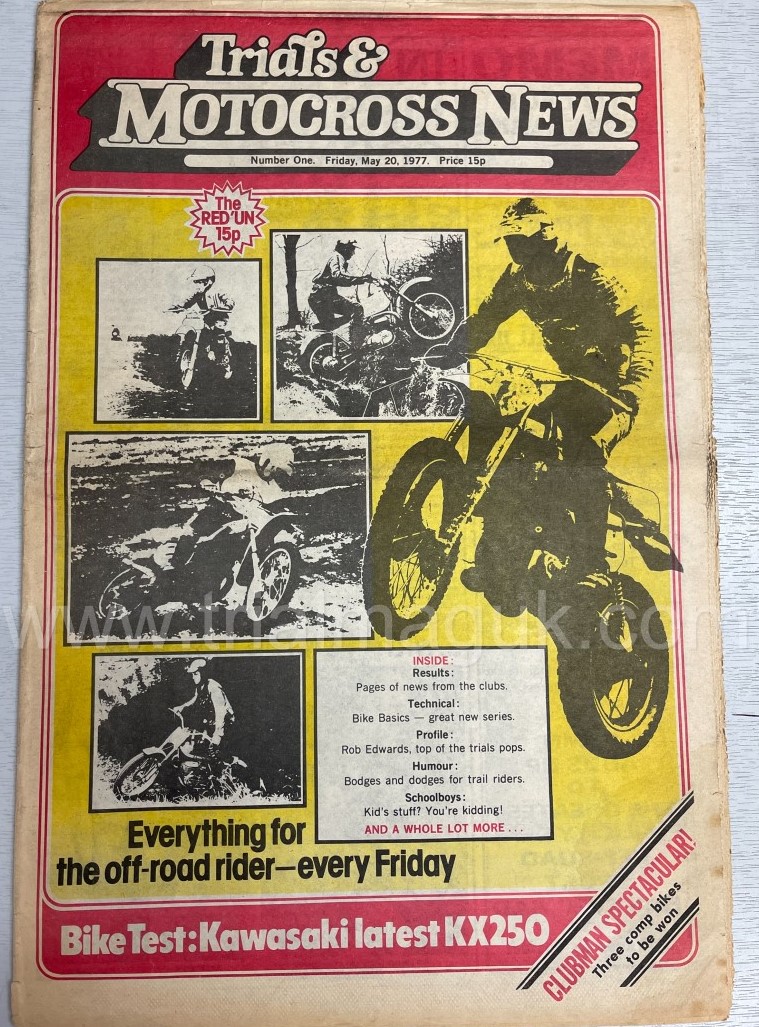 Trials &
MOTOCROSS NEWS
Number One. Friday, May 20, 1977. Price 15p
The
RED'UN
15p
www.trialmaguk.com
INSIDE:
Results:
Pages of news from the clubs.
Technical:
Bike Basics — great new series.
Profile:
Rob Edwards, top of the trials pops.
Humour:
Bodges and dodges for trail riders.
Schoolboys:
Kid's stuff? You're kidding!
AND A WHOLE LOT MORE ...
Everything for
the off-road rider—every Friday
Bike Test: Kawasaki latest KX250
CLUBMAN SPECTACULAR!
Three comp bikes
to be won